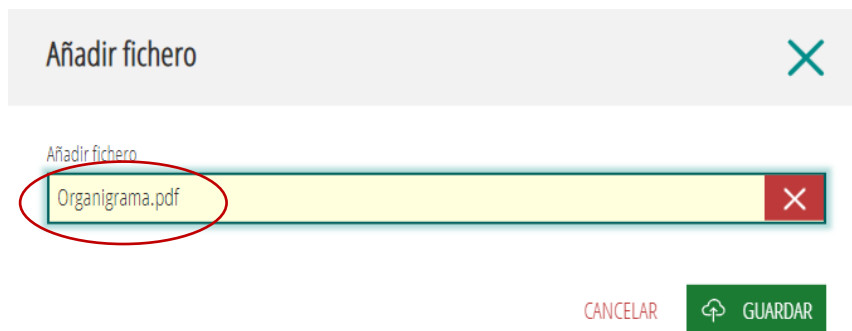 Añadir fichero
Añadir fichero
Organigrama.pdf
CANCELAR GUARDAR